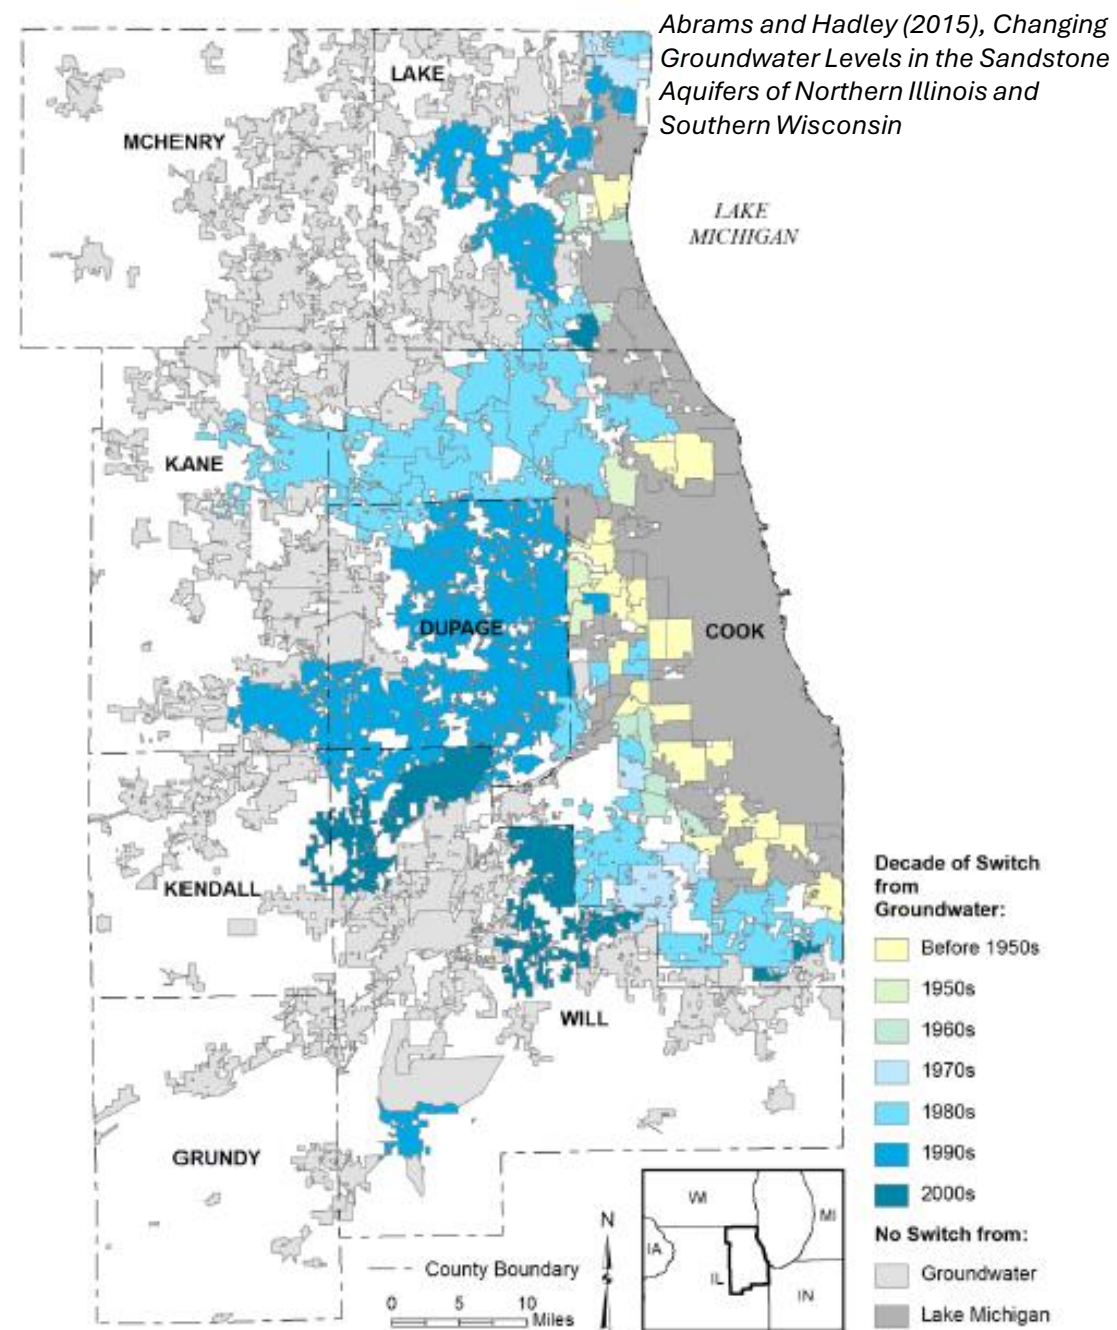 Abrams and Hadley (2015), Changing
Groundwater Levels in the Sandstone
Aquifers of Northern Illinois and
Southern Wisconsin
LAKE
MCHENRY
LAKE
MICHIGAN
KANE
DUPAGE
COOK
KENDALL
WILL
GRUNDY
Decade of Switch
from
Groundwater:
Before 1950s
1950s
1960s
1970s
1980s
1990s
2000s
No Switch from:
Groundwater
Lake Michigan
County Boundary
0 5 10
Miles
N
WI
MI
IA
IL
IN